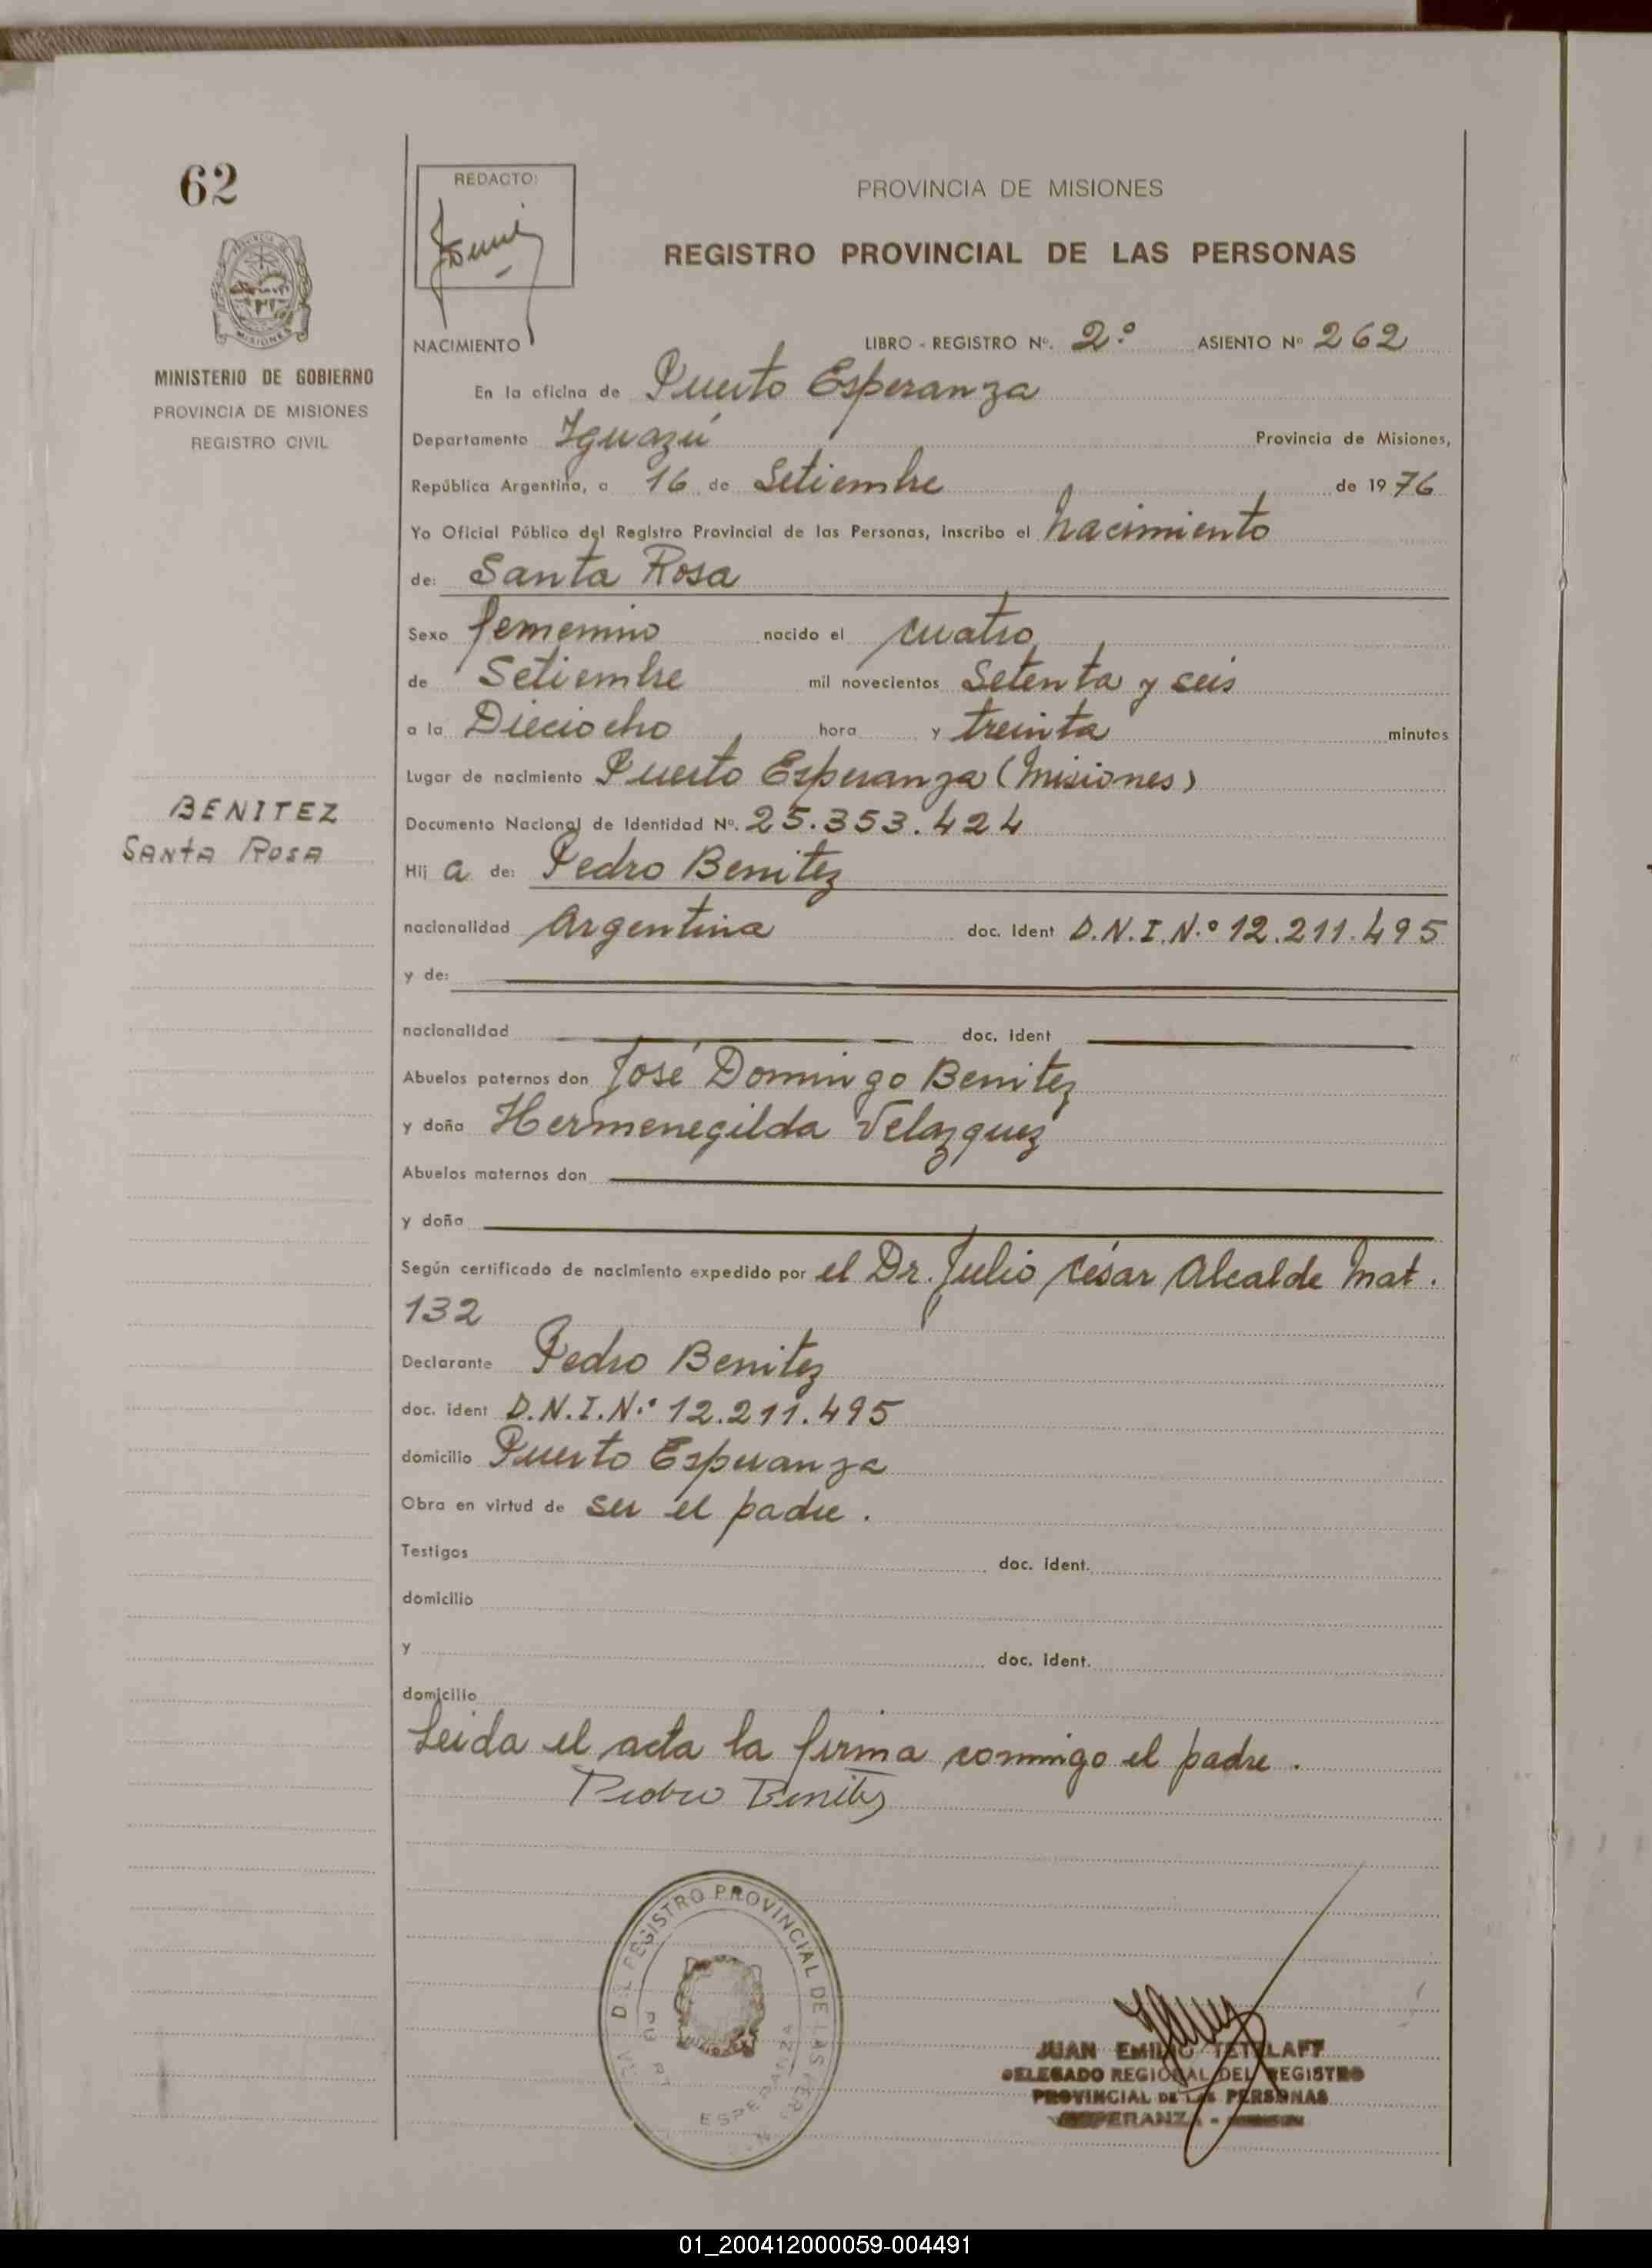 62
REDACTO:
PROVINCIA DE MISIONES
REGISTRO PROVINCIAL DE LAS PERSONAS
MISIONES
MINISTERIO DE GOBIERNO
PROVINCIA DE MISIONES
REGISTRO CIVIL
NACIMIENTO LIBRO - REGISTRO Nº. 2º ASIENTO Nº 262
En la oficina de Puerto Esperanza
Departamento Iguazú Provincia de Misiones,
República Argentina, a 16 de Setiembre de 1976
Yo Oficial Público del Registro Provincial de las Personas, inscribo el nacimiento
de: Santa Rosa
Sexo femenino nacido el cuatro
de Setiembre mil novecientos Setenta y seis
a la Dieciocho hora y treinta minutos
Lugar de nacimiento Puerto Esperanza (Misiones)
BENITEZ
SANTA ROSA
Documento Nacional de Identidad Nº. 25.353.424
Hij a de: Pedro Benitez
nacionalidad Argentina doc. Ident D.N.I.N.º 12.211.495
y de:
nacionalidad doc. Ident
Abuelos paternos don José Domingo Benitez
y doña Hermenegilda Velazquez
Abuelos maternos don
y doña
Según certificado de nacimiento expedido por el Dr. Julio César Alcalde Mat.
132
Declarante Pedro Benitez
doc. ident D.N.I.N.º 12.211.495
domicilio Puerto Esperanza
Obra en virtud de ser el padre.
Testigos doc. ident.
domicilio
y doc. ident.
domicilio
Leida el acta la firma conmigo el padre.
Pedro Benitez
REGISTRO PROVINCIAL DE LAS
ESPERANZA
JUAN EMILIO TETZLAFF
DELEGADO REGIONAL DEL REGISTRO
PROVINCIAL DE LAS PERSONAS
ESPERANZA -
01_200412000059-004491